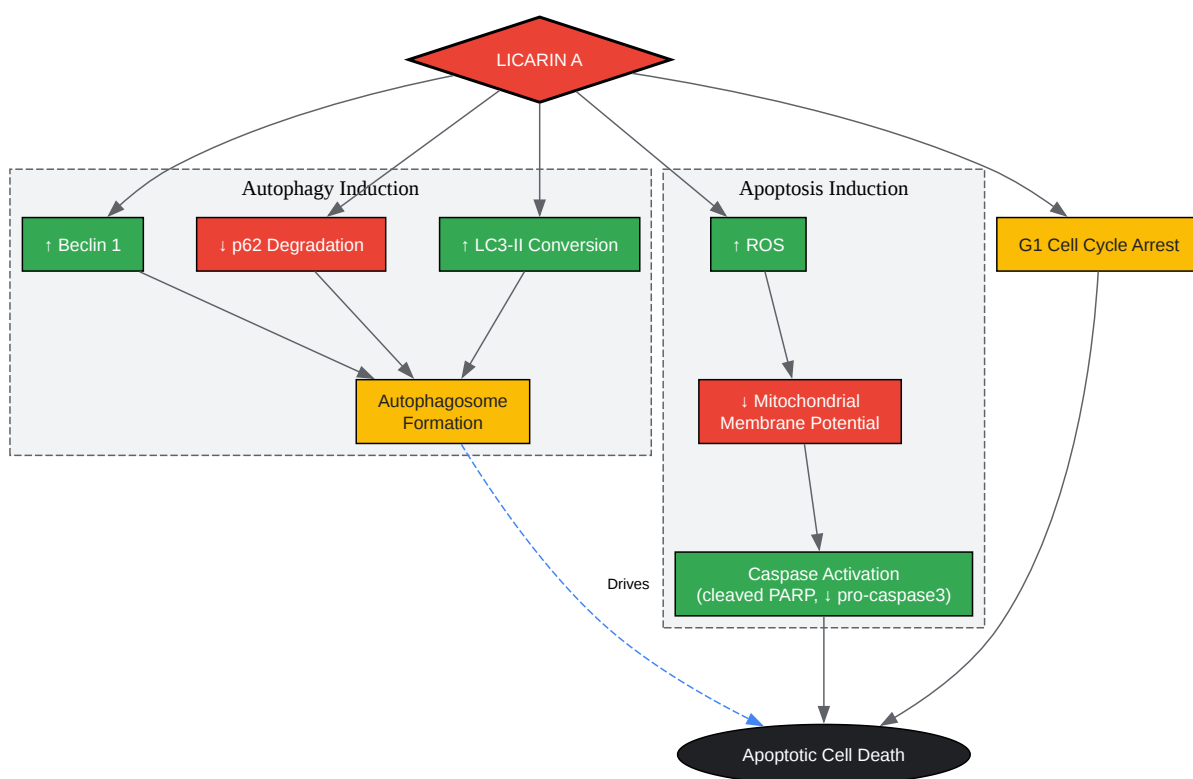 LICARIN A
Autophagy Induction
Apoptosis Induction
↑ Beclin 1
↓ p62 Degradation
↑ LC3-II Conversion
↑ ROS
G1 Cell Cycle Arrest
Autophagosome
Formation
↓ Mitochondrial
Membrane Potential
Drives
Caspase Activation
(cleaved PARP, ↓ pro-caspase3)
Apoptotic Cell Death